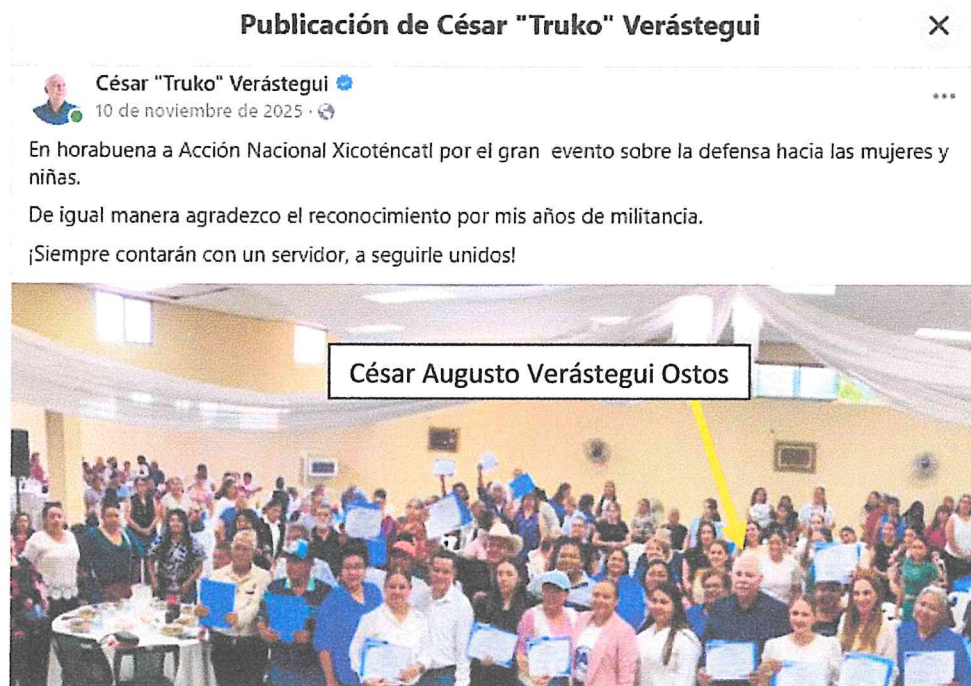 Publicación de César "Truko" Verástegui
César "Truko" Verástegui
10 de noviembre de 2025 ·
En horabuena a Acción Nacional Xicoténcatl por el gran evento sobre la defensa hacia las mujeres y
niñas.
De igual manera agradezco el reconocimiento por mis años de militancia.
¡Siempre contarán con un servidor, a seguirle unidos!
César Augusto Verástegui Ostos